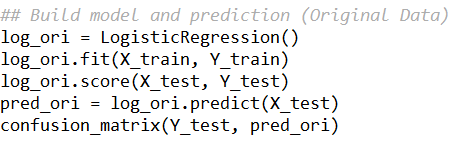 ## Build model and prediction (Original Data)
log_ori = LogisticRegression()
log_ori.fit(X_train, Y_train)
log_ori.score(X_test, Y_test)
pred_ori = log_ori.predict(X_test)
confusion_matrix(Y_test, pred_ori)